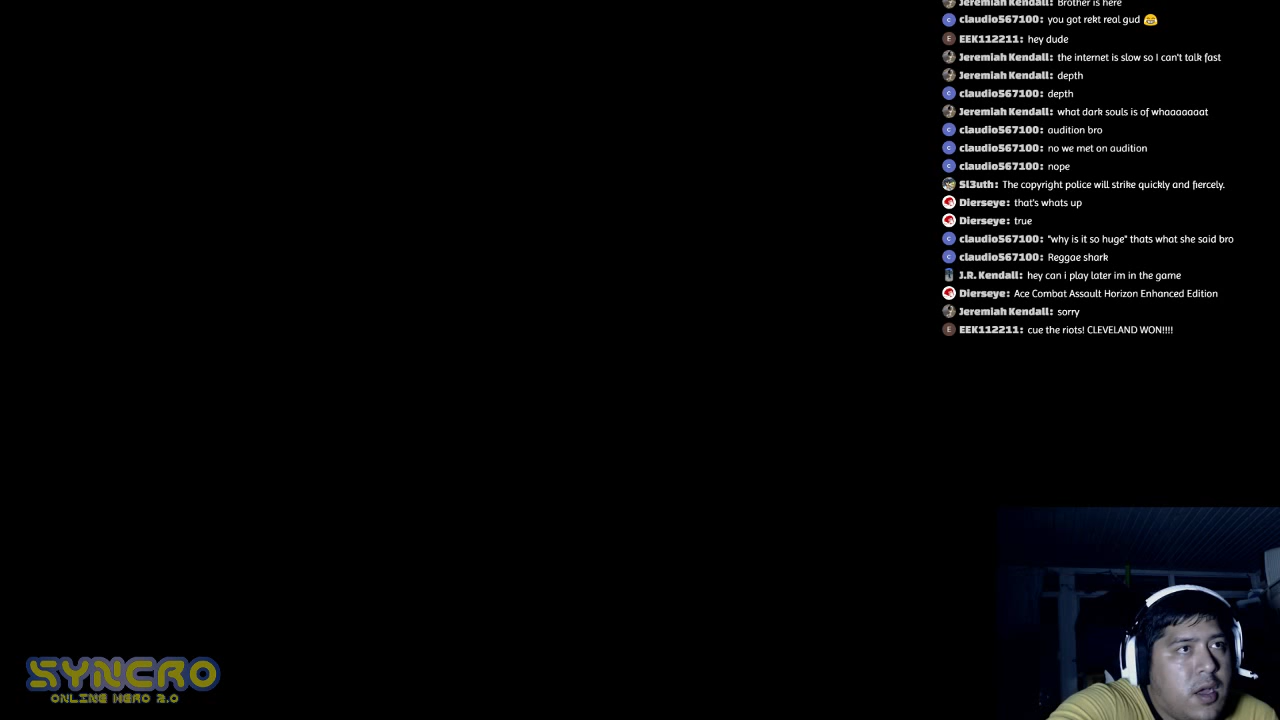 Jeremiah Kendall: Brother is here
claudio567100: you got rekt real gud 😂
EEK112211: hey dude
Jeremiah Kendall: the internet is slow so I can't talk fast
Jeremiah Kendall: depth
claudio567100: depth
Jeremiah Kendall: what dark souls is of whaaaaaaat
claudio567100: audition bro
claudio567100: no we met on audition
claudio567100: nope
Sl3uth: The copyright police will strike quickly and fiercely.
Dierseye: that's whats up
Dierseye: true
claudio567100: "why is it so huge" thats what she said bro
claudio567100: Reggae shark
J.R. Kendall: hey can i play later im in the game
Dierseye: Ace Combat Assault Horizon Enhanced Edition
Jeremiah Kendall: sorry
EEK112211: cue the riots! CLEVELAND WON!!!!
SYNCRO
ONLINE HERO 2.0